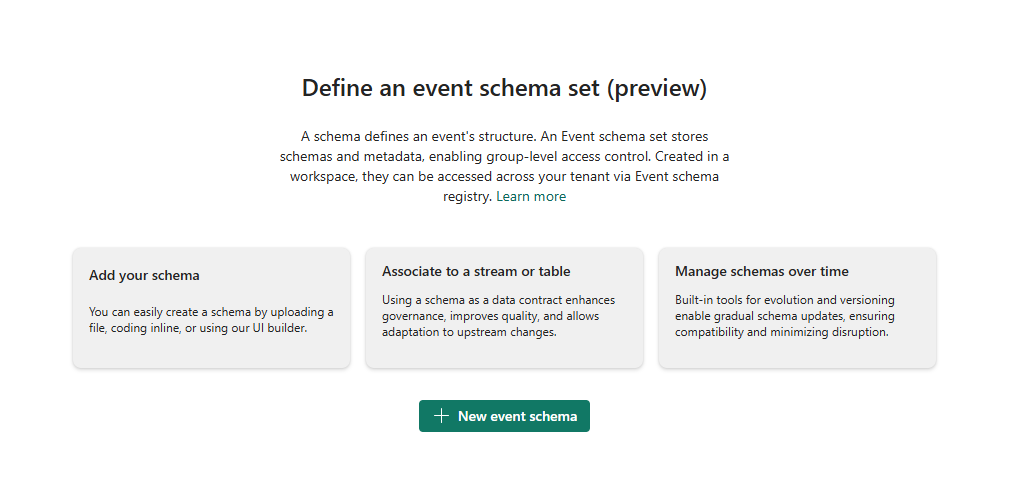 Define an event schema set (preview)
A schema defines an event's structure. An Event schema set stores
schemas and metadata, enabling group-level access control. Created in a
workspace, they can be accessed across your tenant via Event schema
registry. Learn more
Add your schema
You can easily create a schema by uploading a
file, coding inline, or using our UI builder.
Associate to a stream or table
Using a schema as a data contract enhances
governance, improves quality, and allows
adaptation to upstream changes.
Manage schemas over time
Built-in tools for evolution and versioning
enable gradual schema updates, ensuring
compatibility and minimizing disruption.
New event schema